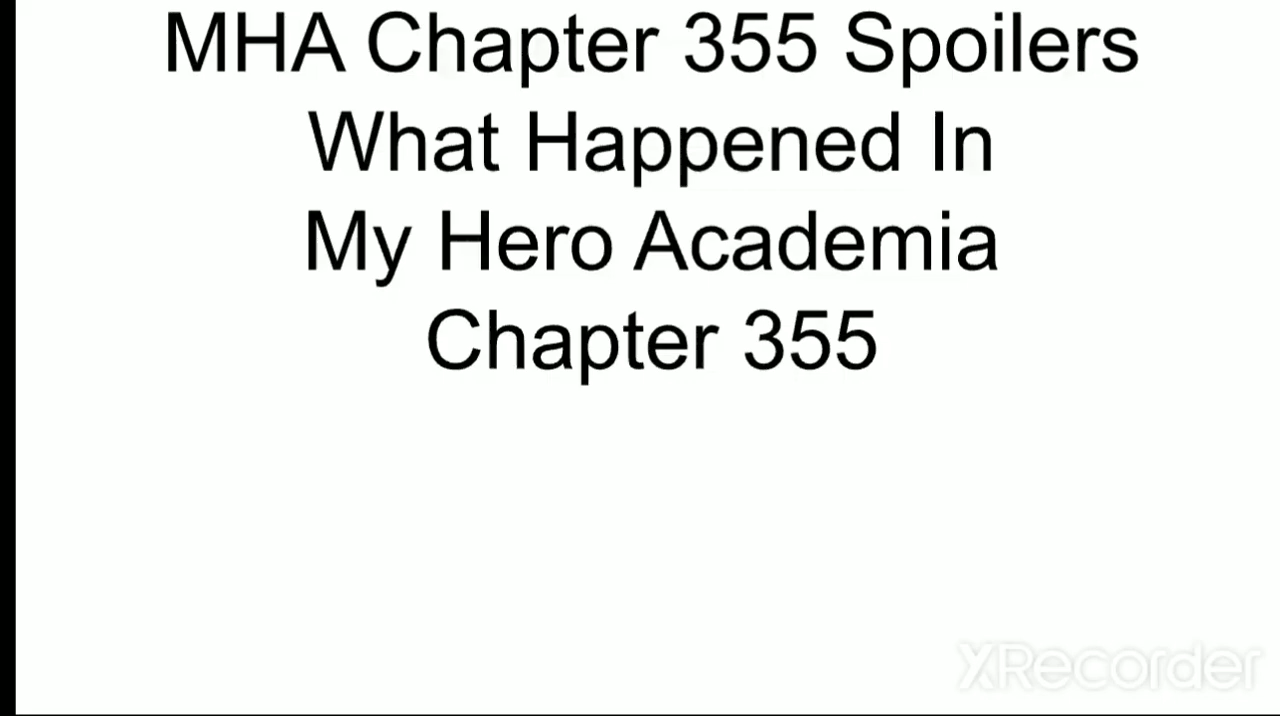 MHA Chapter 355 Spoilers
What Happened In
My Hero Academia
Chapter 355
XRecorder